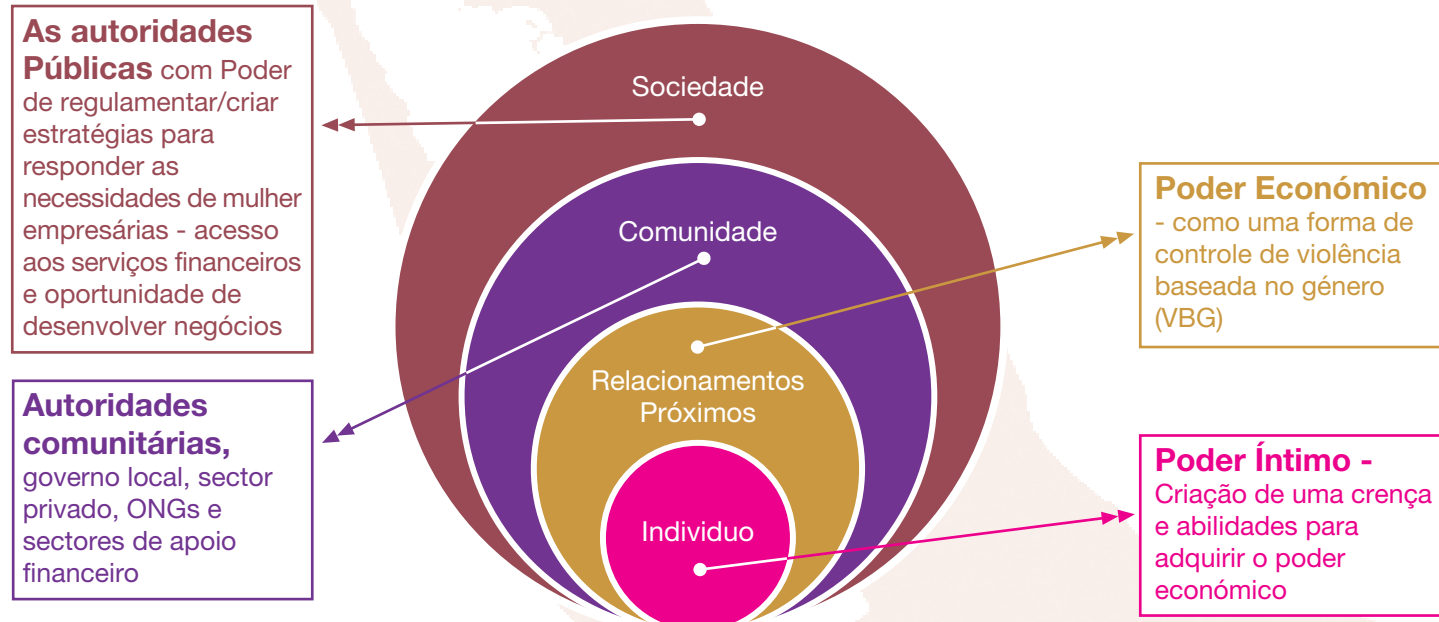 As autoridades
Públicas com Poder
de regulamentar/criar
estratégias para
responder as
necessidades de mulher
empresárias - acesso
aos serviços financeiros
e oportunidade de
desenvolver negócios
Autoridades
comunitárias,
governo local, sector
privado, ONGs e
sectores de apoio
financeiro
Sociedade
Comunidade
Relacionamentos
Próximos
Individuo
Poder Económico
- como uma forma de
controle de violência
baseada no género
(VBG)
Poder Íntimo -
Criação de uma crença
e abilidades para
adquirir o poder
económico